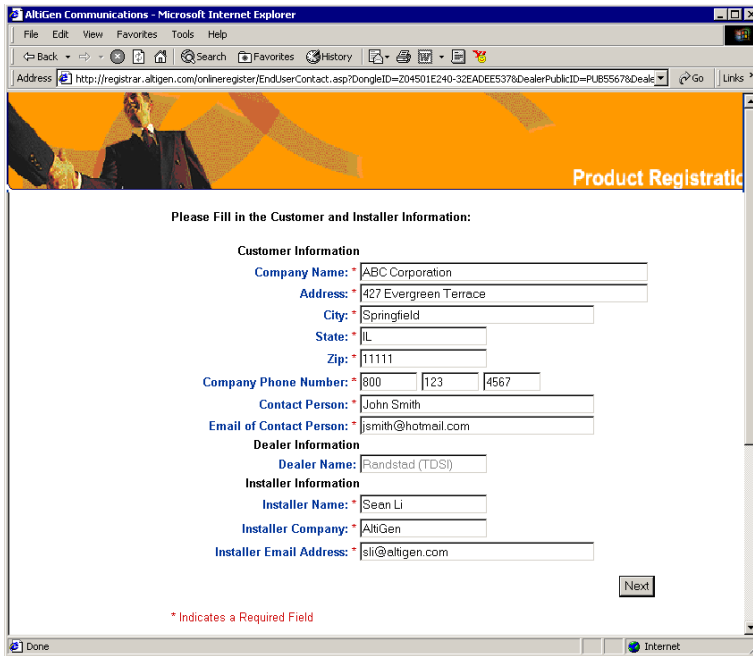 AltiGen Communications - Microsoft Internet Explorer
File Edit View Favorites Tools Help
Back Search Favorites History
Address http://registrar.altigen.com/onlineregister/EndUserContact.asp?DongleID=Z04501E240-32EADEE537&DealerPublicID=PUB5567&Deale Go Links
Product Registratio
Please Fill in the Customer and Installer Information:
Customer Information
Company Name: * ABC Corporation
Address: * 427 Evergreen Terrace
City: * Springfield
State: * IL
Zip: * 11111
Company Phone Number: * 800 123 4567
Contact Person: * John Smith
Email of Contact Person: * jsmith@hotmail.com
Dealer Information
Dealer Name: Randstad (TDSI)
Installer Information
Installer Name: * Sean Li
Installer Company: * AltiGen
Installer Email Address: * sli@altigen.com
Next
* Indicates a Required Field
Done Internet